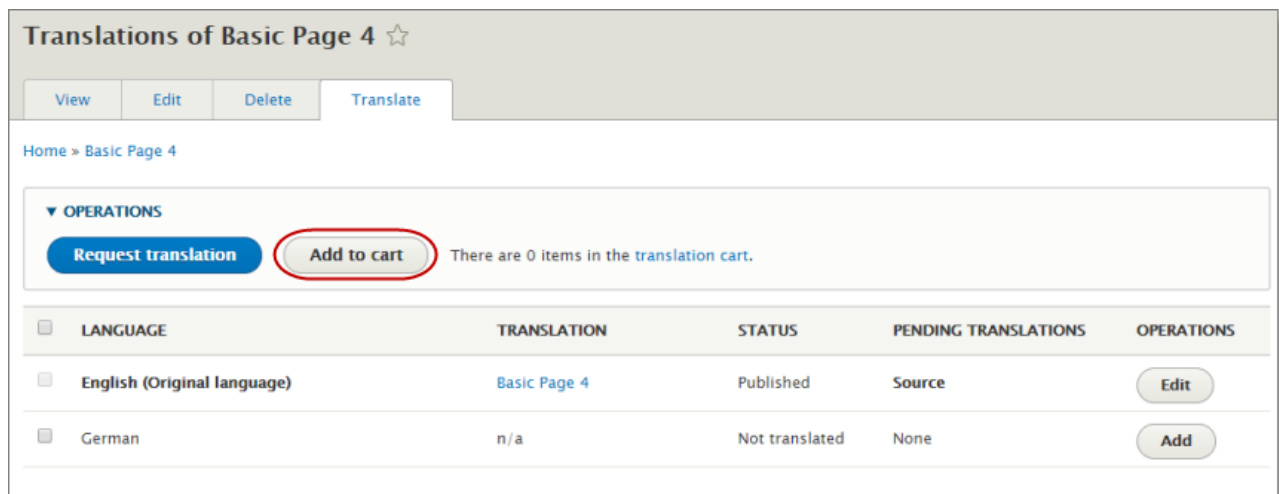 Translations of Basic Page 4
View Edit Delete Translate
Home » Basic Page 4
▼ OPERATIONS
Request translation Add to cart There are 0 items in the translation cart.
LANGUAGE TRANSLATION STATUS PENDING TRANSLATIONS OPERATIONS
English (Original language) Basic Page 4 Published Source Edit
German n/a Not translated None Add